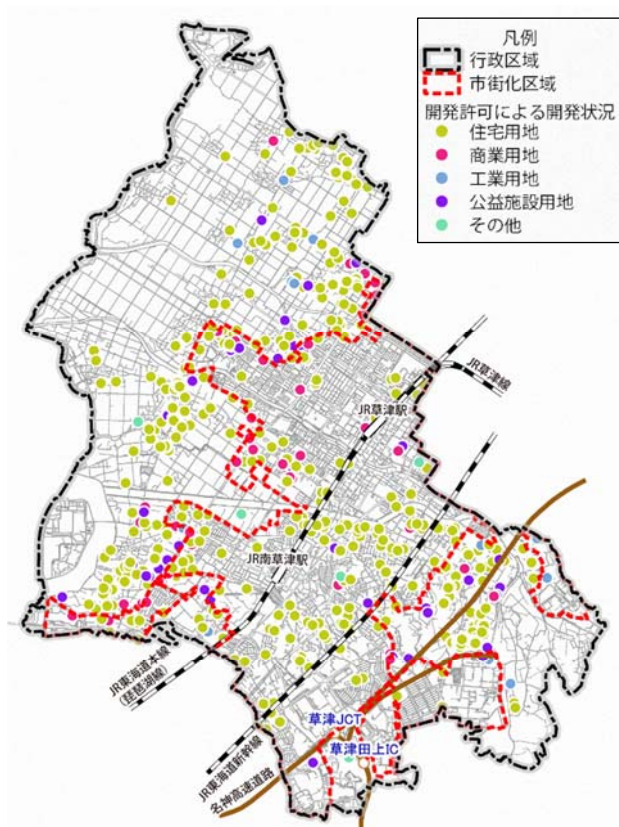 凡例
行政区域
市街化区域
開発許可による開発状況
住宅用地
商業用地
工業用地
公益施設用地
その他
JR草津線
JR草津駅
JR南草津駅
JR東海道本線
(琵琶湖線)
草津JCT
草津田上IC
JR東海道新幹線
名神高速道路